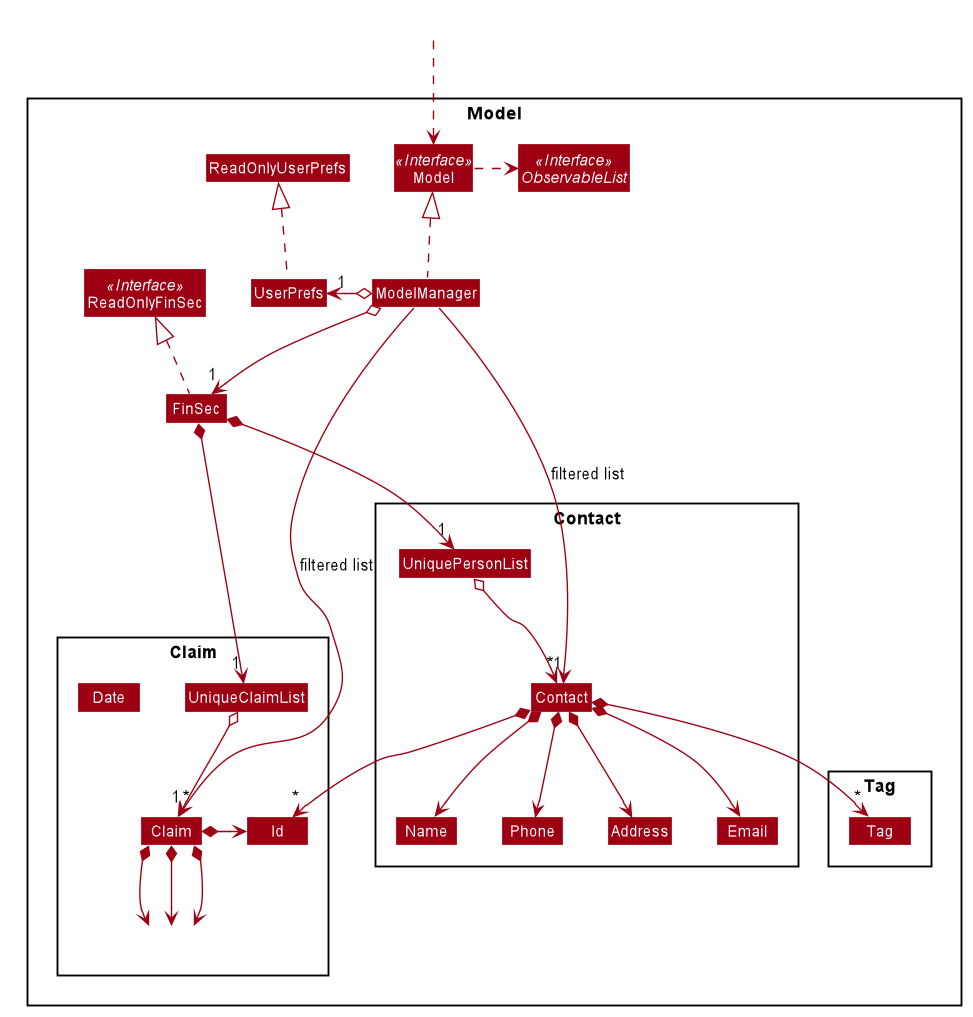 Model
«Interface»
Model
«Interface»
ObservableList
ReadOnlyUserPrefs
«Interface»
ReadOnlyFinSec
UserPrefs
1
ModelManager
1
FinSec
filtered list
Contact
1
UniquePersonList
filtered list
Claim
1
*1
Date
UniqueClaimList
Contact
Tag
1 *
*
*
Claim
Id
Name
Phone
Address
Email
Tag